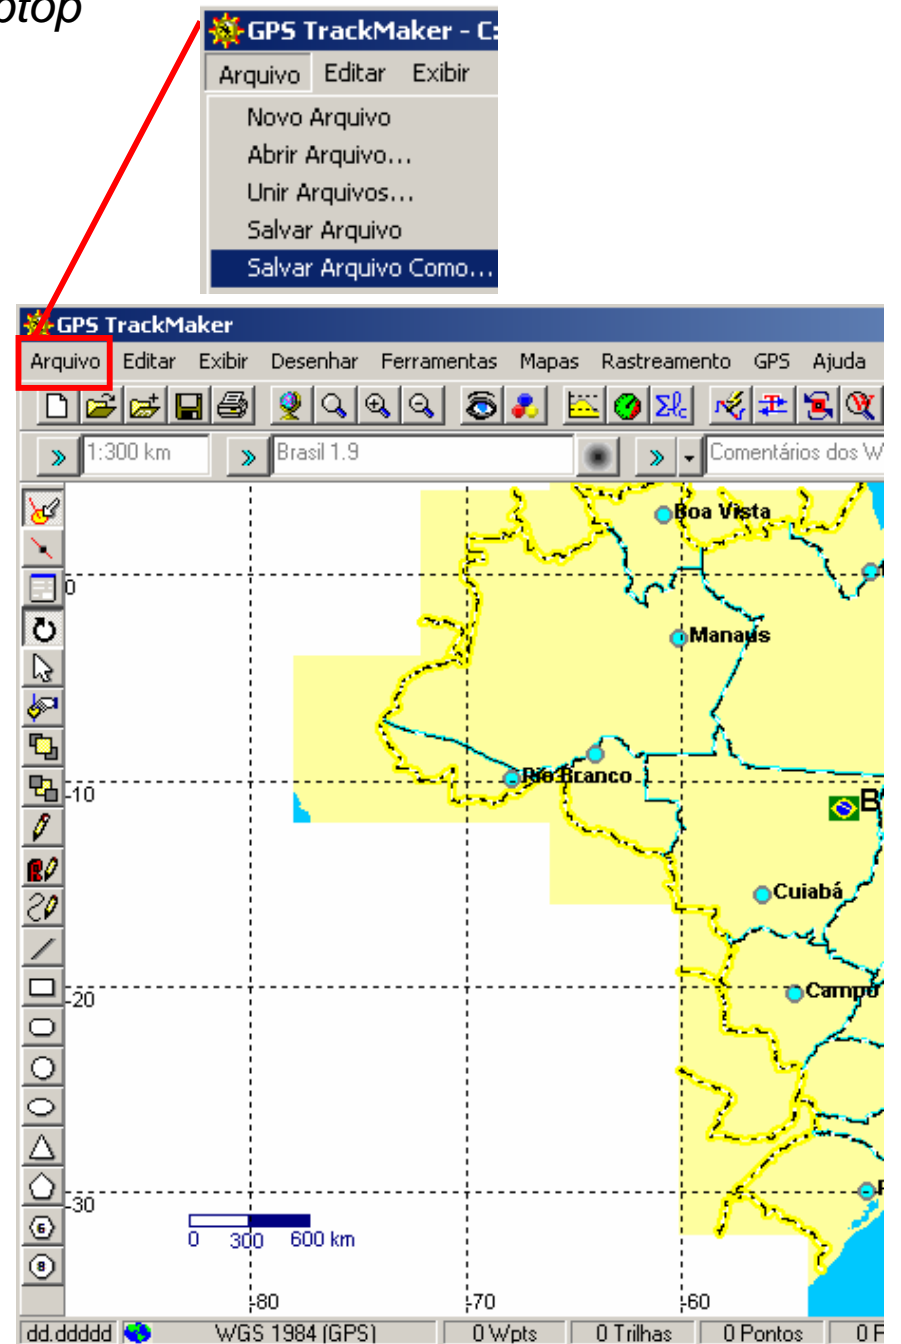 GPS TrackMaker - C:
Arquivo Editar Exibir
Novo Arquivo
Abrir Arquivo...
Unir Arquivos...
Salvar Arquivo
Salvar Arquivo Como...
GPS TrackMaker
Arquivo Editar Exibir Desenhar Ferramentas Mapas Rastreamento GPS Ajuda
1:300 km Brasil 1.9 Comentários dos W
Boa Vista
0
Manaus
Rio Branco
-10
B
Cuiabá
-20
Campo
-30
0 300 600 km
-80 -70 -60
dd.ddddd WGS 1984 (GPS) 0 Wpts 0 Trilhas 0 Pontos 0 F